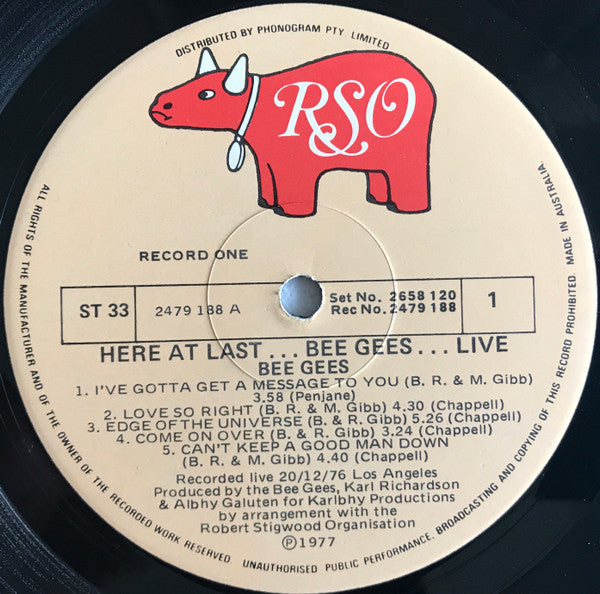 DISTRIBUTED BY PHONOGRAM PTY. LIMITED
RSO
RECORD ONE
ST 33
2479 188 A
Set No. 2658 120
Rec No. 2479 188
1
HERE AT LAST... BEE GEES... LIVE
BEE GEES
1. I'VE GOTTA GET A MESSAGE TO YOU (B. R. & M. Gibb)
3.58 (Penjane)
2. LOVE SO RIGHT (B. R. & M. Gibb) 4.30 (Chappell)
3. EDGE OF THE UNIVERSE (B. & R. Gibb) 5.26 (Chappell)
4. COME ON OVER (B. & R. Gibb) 3.24 (Chappell)
5. CAN'T KEEP A GOOD MAN DOWN
(B. R. & M. Gibb) 4.40 (Chappell)
Recorded live 20/12/76 Los Angeles
Produced by the Bee Gees, Karl Richardson
& Albhy Galuten for Karlbhy Productions
by arrangement with the
Robert Stigwood Organisation
Ⓟ1977
ALL RIGHTS OF THE MANUFACTURER AND OF THE OWNER OF THE RECORDED WORK RESERVED UNAUTHORISED PUBLIC PERFORMANCE, BROADCASTING AND COPYING OF THIS RECORD PROHIBITED. MADE IN AUSTRALIA.